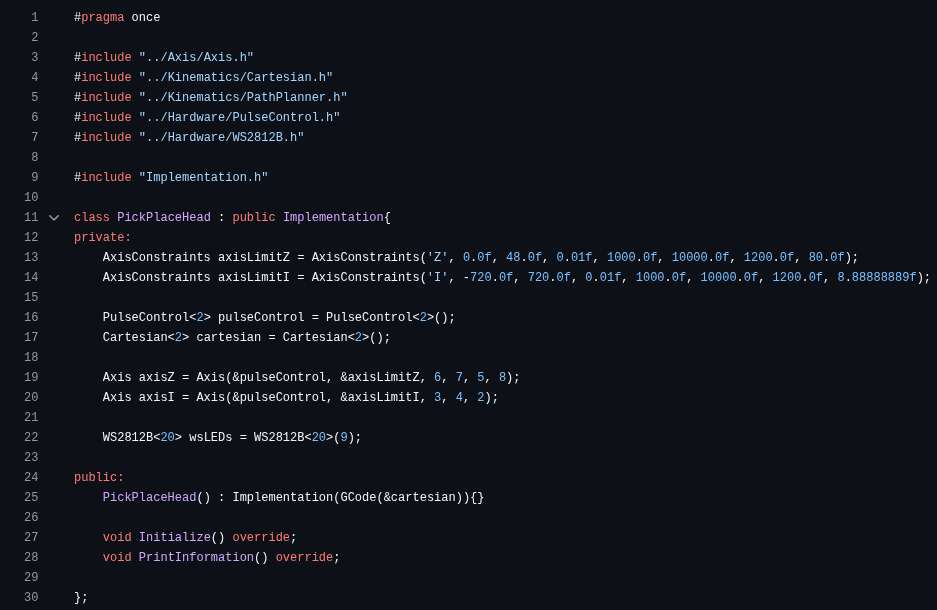 1 #pragma once
2
3 #include "../Axis/Axis.h"
4 #include "../Kinematics/Cartesian.h"
5 #include "../Kinematics/PathPlanner.h"
6 #include "../Hardware/PulseControl.h"
7 #include "../Hardware/WS2812B.h"
8
9 #include "Implementation.h"
10
11 class PickPlaceHead : public Implementation{
12 private:
13     AxisConstraints axisLimitZ = AxisConstraints('Z', 0.0f, 48.0f, 0.01f, 1000.0f, 10000.0f, 1200.0f, 80.0f);
14     AxisConstraints axisLimitI = AxisConstraints('I', -720.0f, 720.0f, 0.01f, 1000.0f, 10000.0f, 1200.0f, 8.88888889f);
15
16     PulseControl<2> pulseControl = PulseControl<2>();
17     Cartesian<2> cartesian = Cartesian<2>();
18
19     Axis axisZ = Axis(&pulseControl, &axisLimitZ, 6, 7, 5, 8);
20     Axis axisI = Axis(&pulseControl, &axisLimitI, 3, 4, 2);
21
22     WS2812B<20> wsLEDs = WS2812B<20>(9);
23
24 public:
25     PickPlaceHead() : Implementation(GCode(&cartesian)){}
26
27     void Initialize() override;
28     void PrintInformation() override;
29
30 };